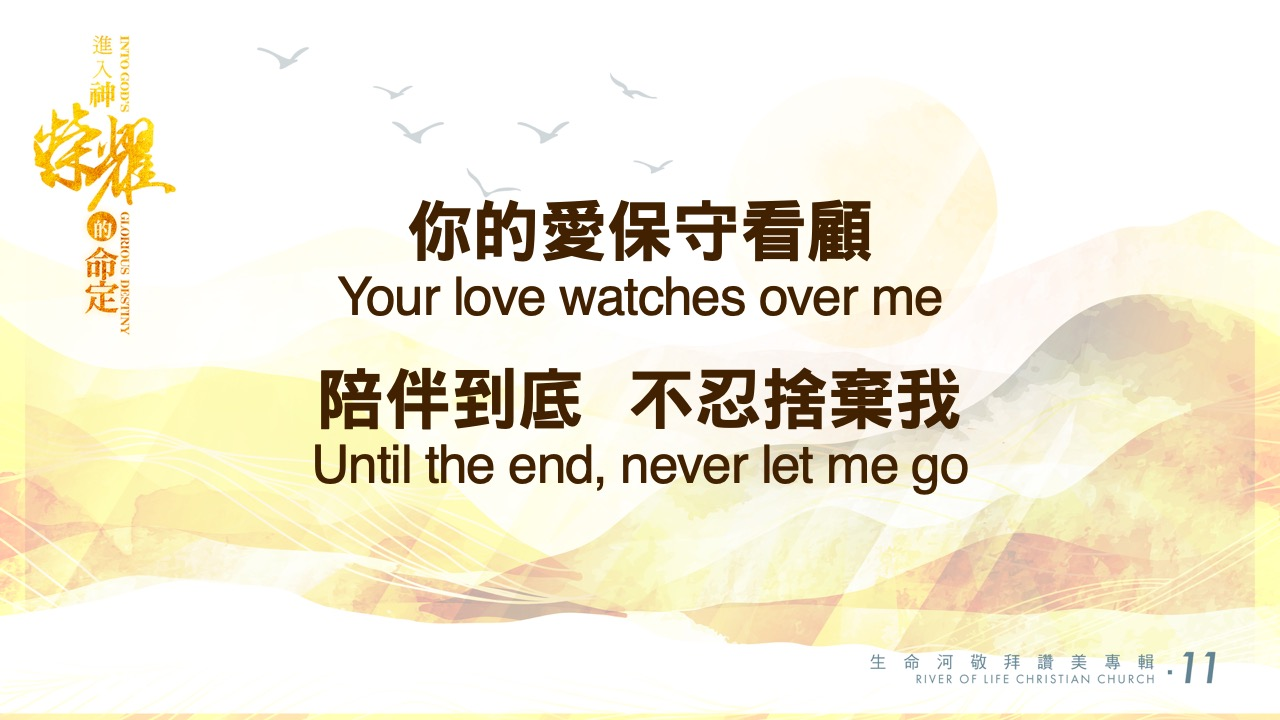 進入神
榮耀
的
命定
INTO GOD'S
GLORIOUS DESTINY
你的愛保守看顧
Your love watches over me
陪伴到底 不忍捨棄我
Until the end, never let me go
生命河敬拜讚美專輯
RIVER OF LIFE CHRISTIAN CHURCH
·11